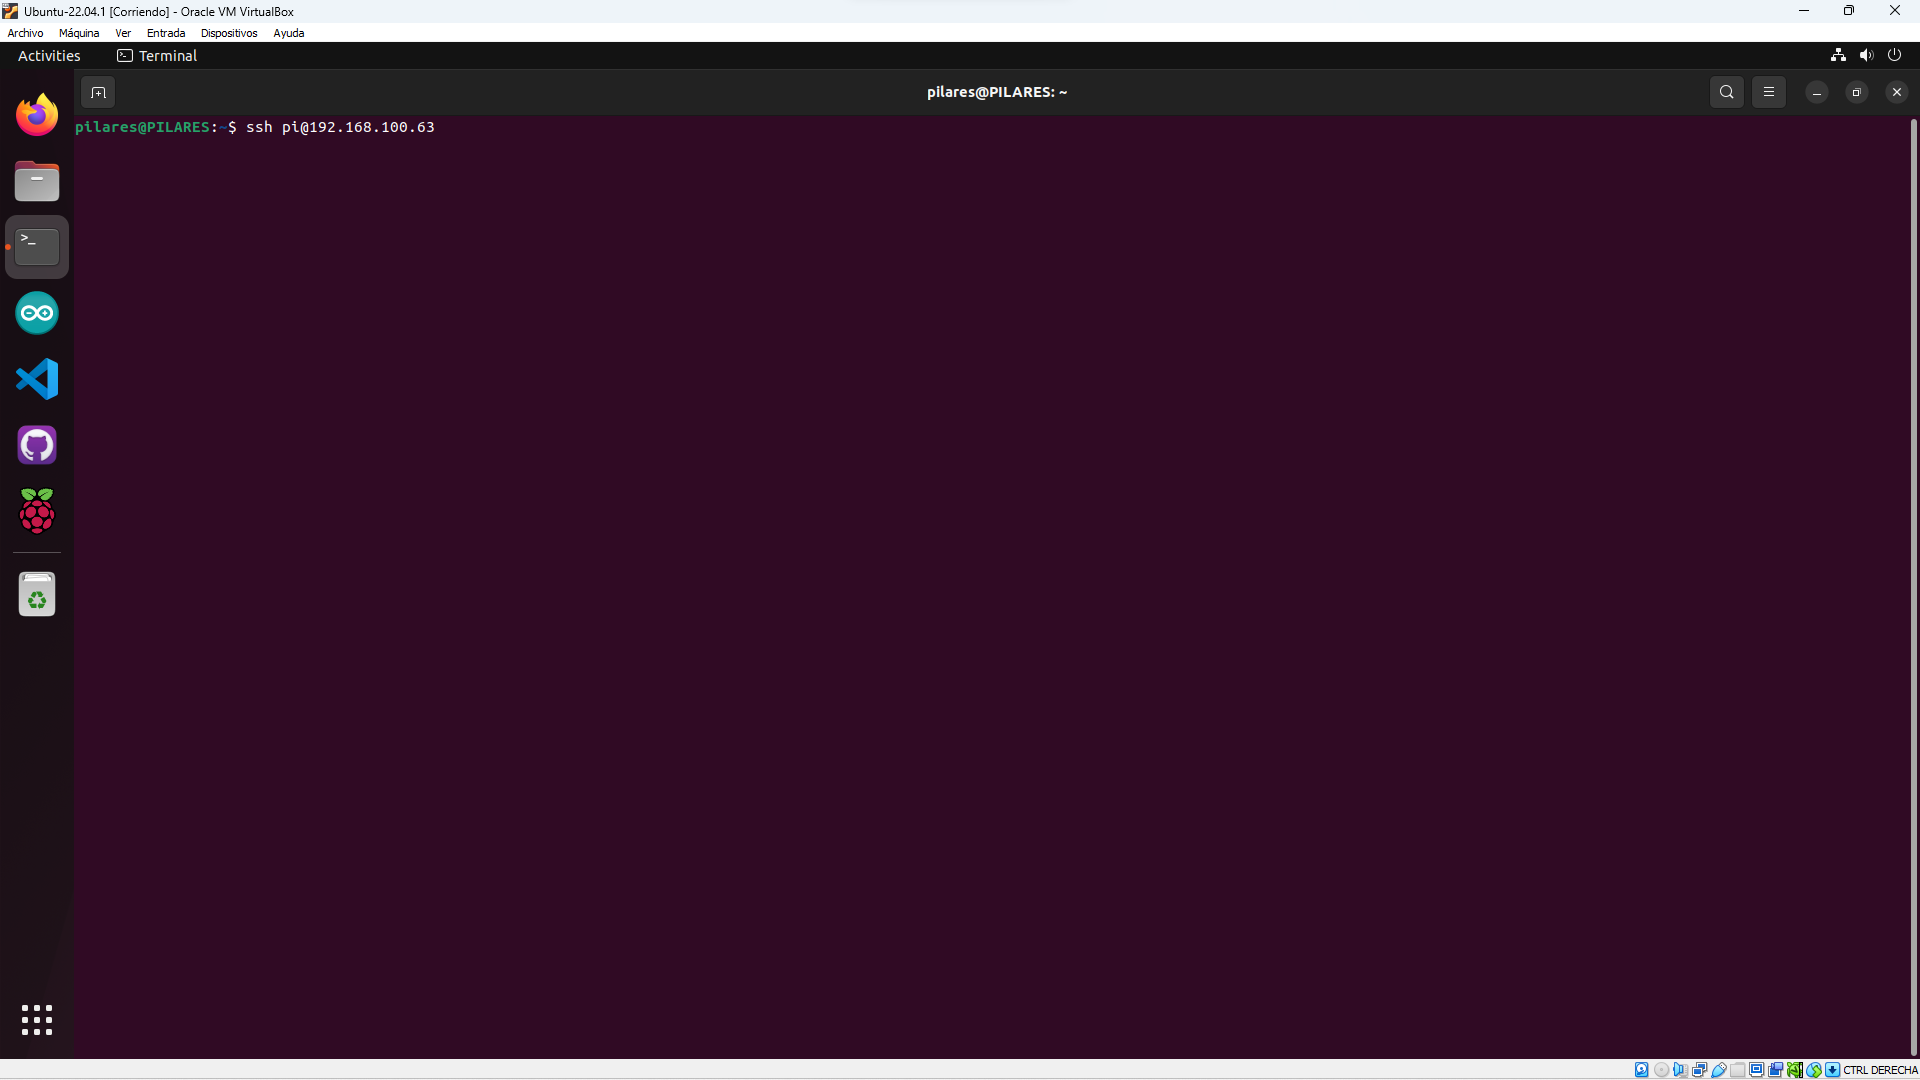 Ubuntu-22.04.1 [Corriendo] - Oracle VM VirtualBox
Archivo Máquina Ver Entrada Dispositivos Ayuda
Activities Terminal
pilares@PILARES: ~
pilares@PILARES:~$ ssh pi@192.168.100.63
CTRL DERECHA